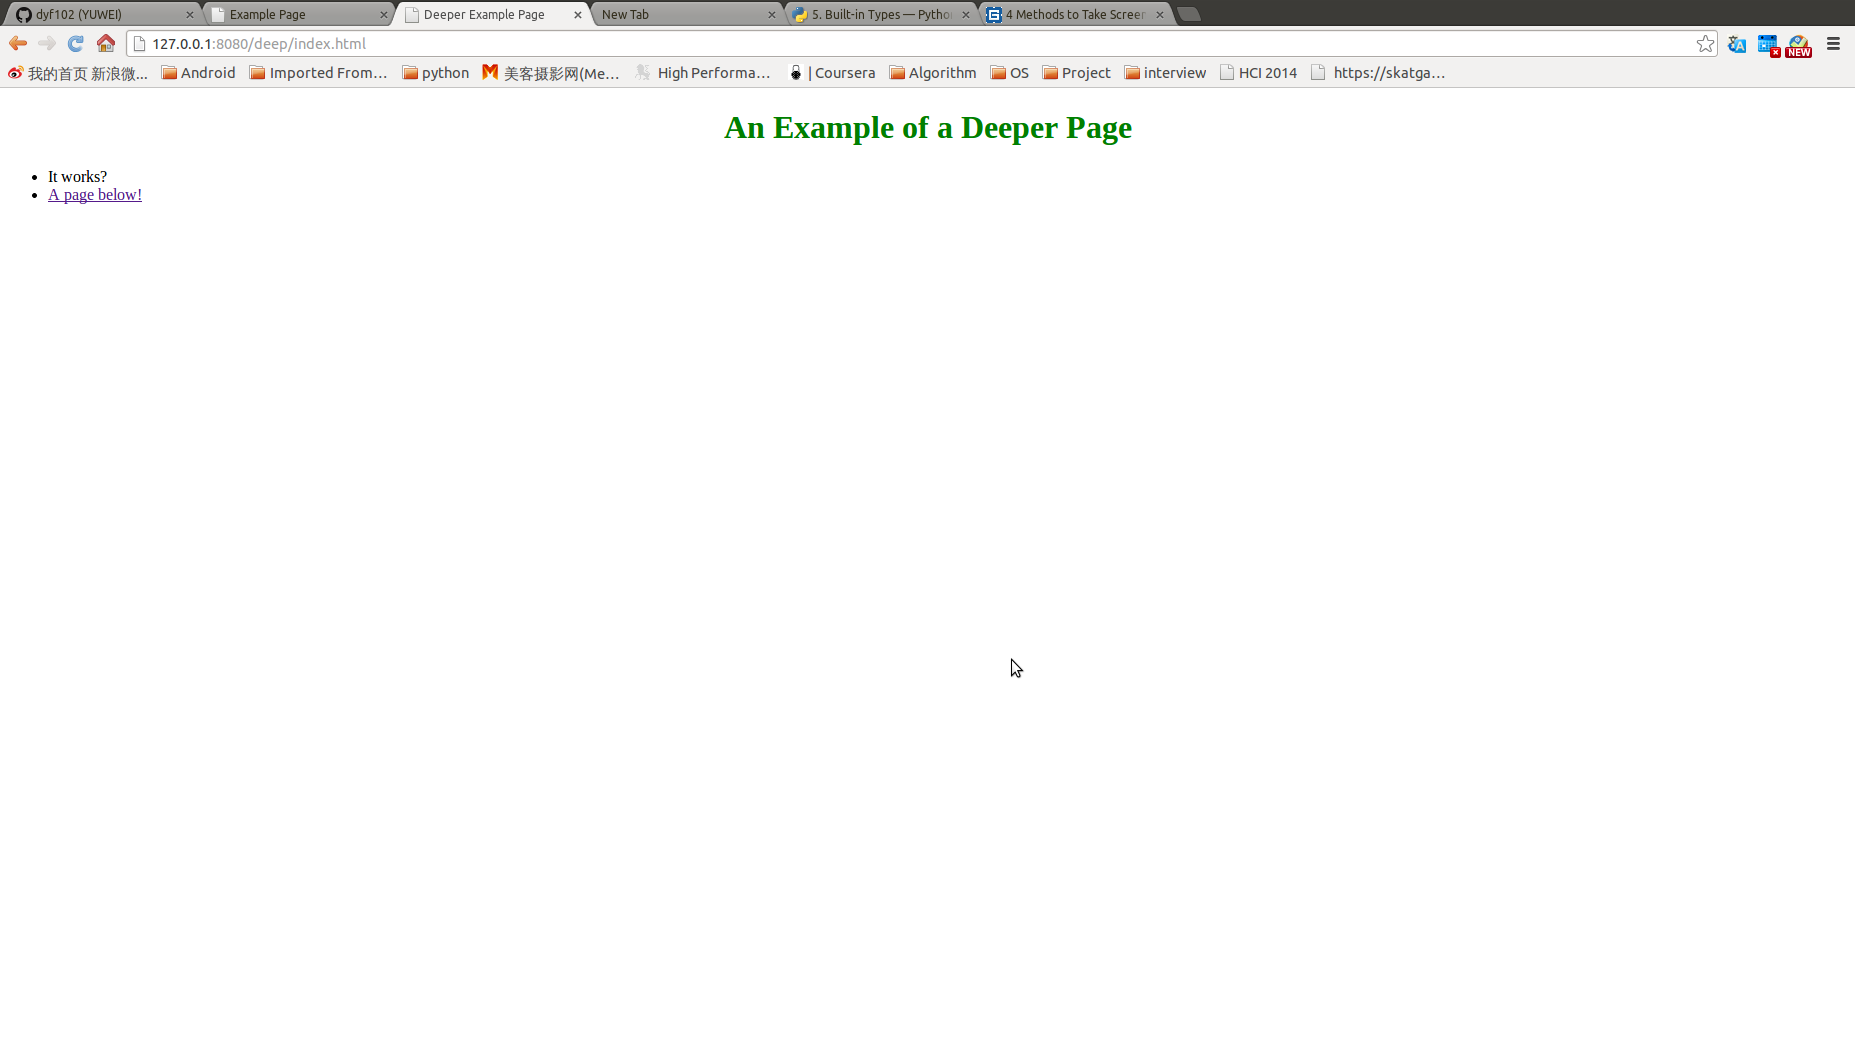 dyf102 (YUWEI) Example Page Deeper Example Page New Tab 5. Built-in Types — Pytho 4 Methods to Take Screen
127.0.0.1:8080/deep/index.html NEW
我的首页 新浪微... Android Imported From... python 美客摄影网(Me... High Performa... | Coursera Algorithm OS Project interview HCI 2014 https://skatga...
An Example of a Deeper Page
It works?
A page below!